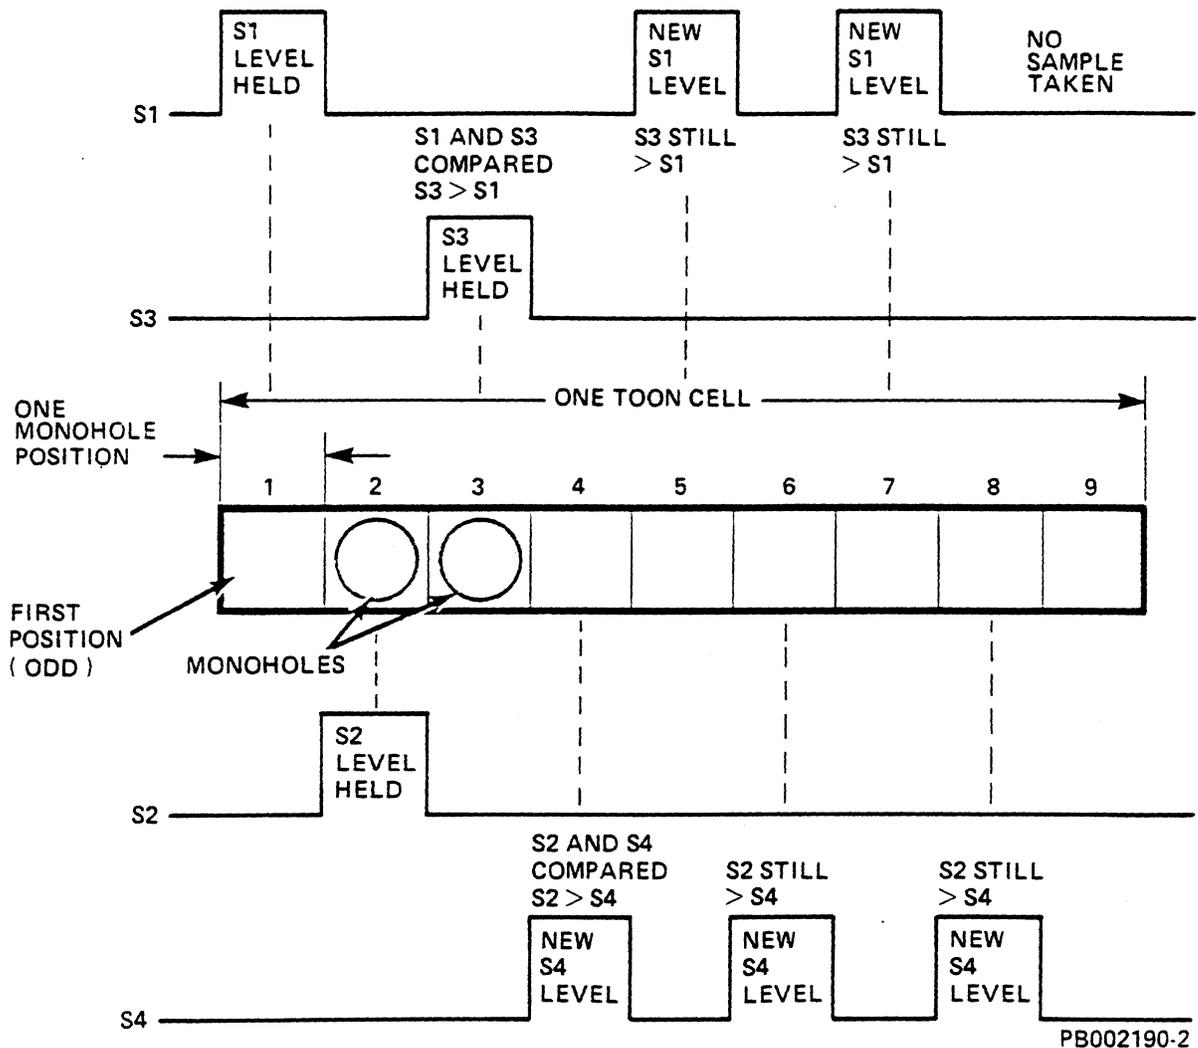 S1
LEVEL
HELD
NEW
S1
LEVEL
NEW
S1
LEVEL
NO
SAMPLE
TAKEN
S1
S1 AND S3
COMPARED
S3 > S1
S3 STILL
> S1
S3 STILL
> S1
S3
LEVEL
HELD
S3
ONE TOON CELL
ONE
MONOHOLE
POSITION
1 2 3 4 5 6 7 8 9
FIRST
POSITION
( ODD )
MONOHOLES
S2
LEVEL
HELD
S2
S2 AND S4
COMPARED
S2 > S4
S2 STILL
> S4
S2 STILL
> S4
NEW
S4
LEVEL
NEW
S4
LEVEL
NEW
S4
LEVEL
S4
PB002190-2